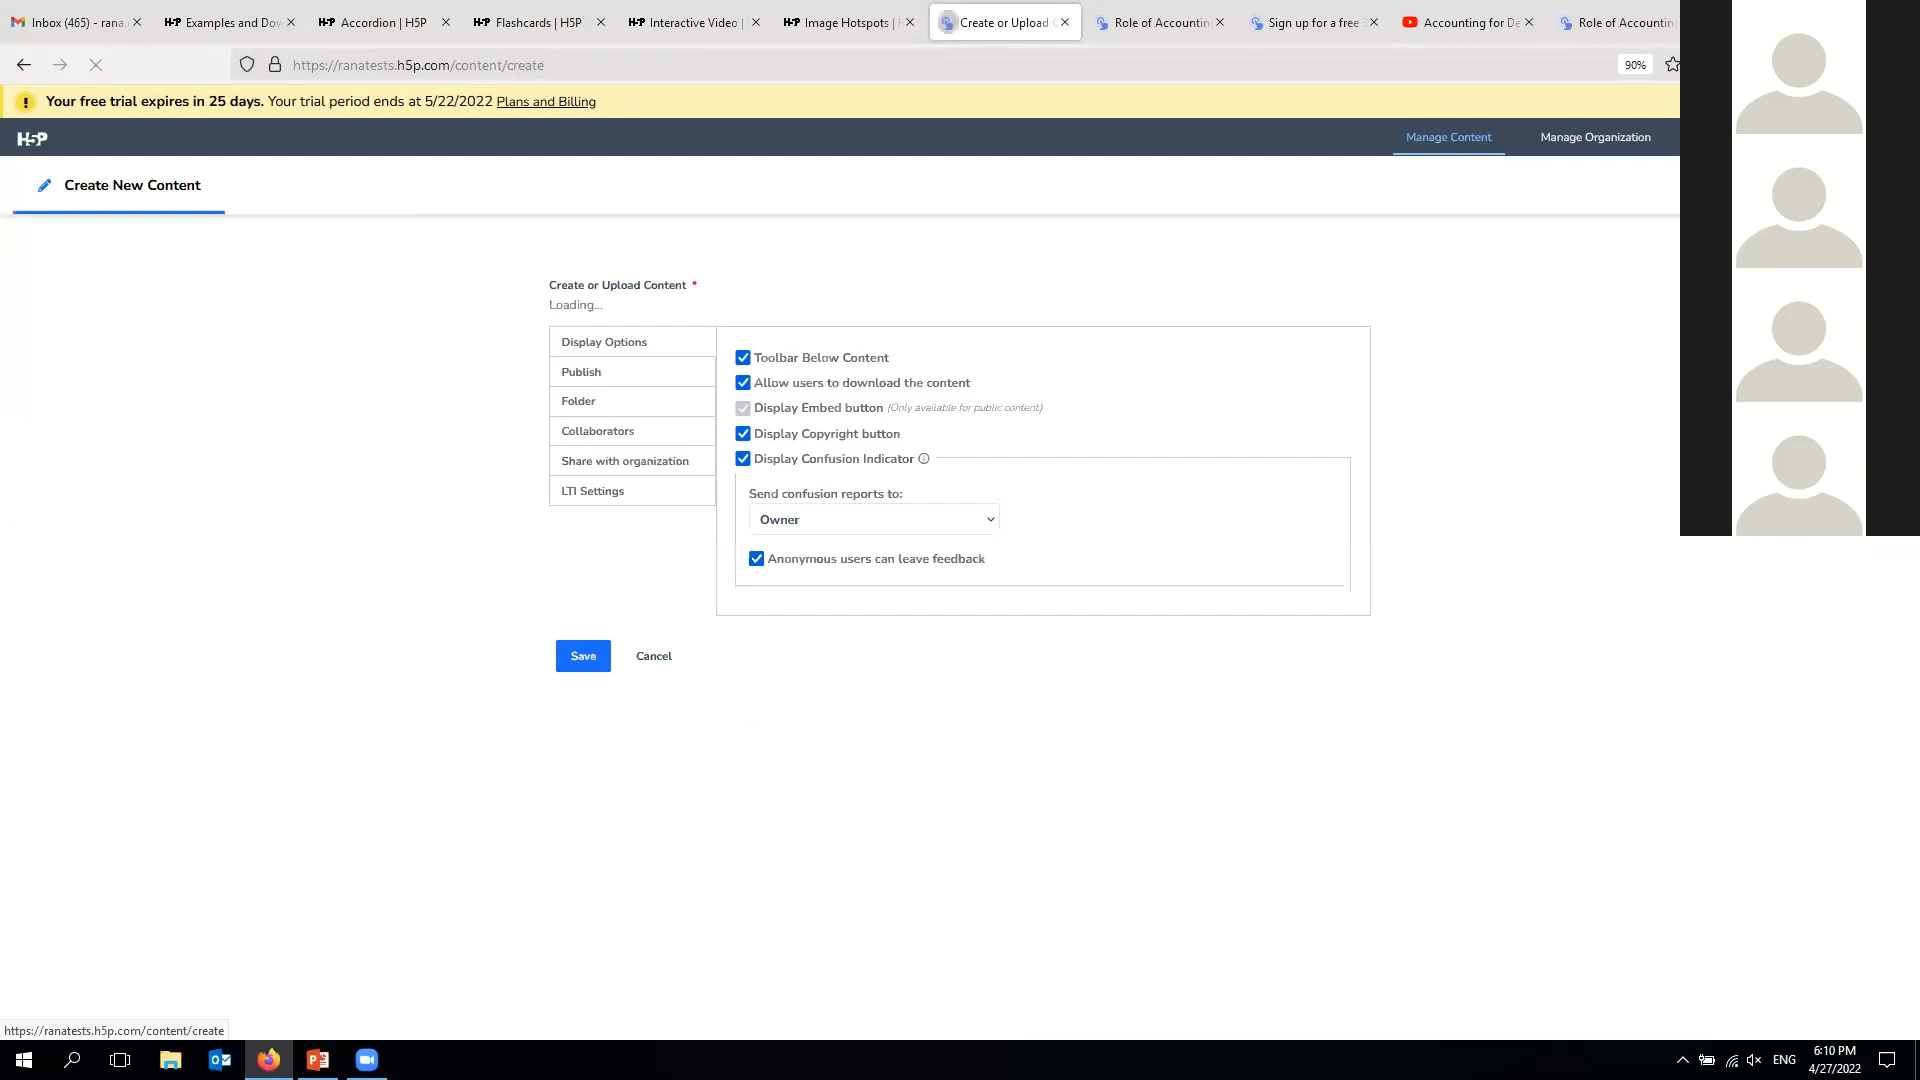 Inbox (465) - rana.
Examples and Dov
Accordion | H5P
Flashcards | H5P
Interactive Video |
Image Hotspots |
Create or Upload
Role of Accountin
Sign up for a free
Accounting for De
Role of Accountin
https://ranatests.h5p.com/content/create
90%
Your free trial expires in 25 days. Your trial period ends at 5/22/2022 Plans and Billing
H5P
Manage Content
Manage Organization
Create New Content
Create or Upload Content *
Loading...
Display Options
Publish
Folder
Collaborators
Share with organization
LTI Settings
Toolbar Below Content
Allow users to download the content
Display Embed button (Only available for public content)
Display Copyright button
Display Confusion Indicator
Send confusion reports to:
Owner
Anonymous users can leave feedback
Save
Cancel
https://ranatests.h5p.com/content/create
ENG
6:10 PM
4/27/2022